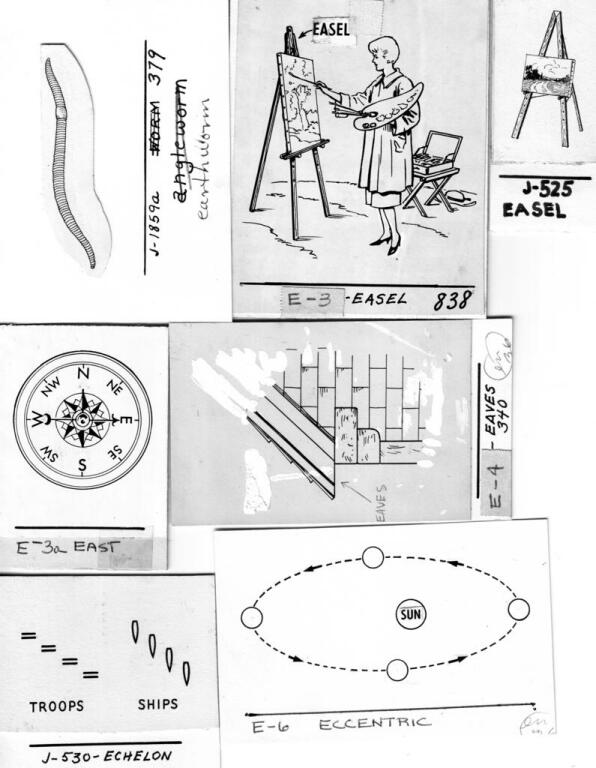 J-1859a WORM 379
angleworm
earthworm
EASEL
E-3 -EASEL 838
J-525
EASEL
N
NE
E
SE
S
SW
W
NW
E-3a EAST
EAVES
E-4 - EAVES
340
SUN
E-6 ECCENTRIC
TROOPS SHIPS
J-530-ECHELON